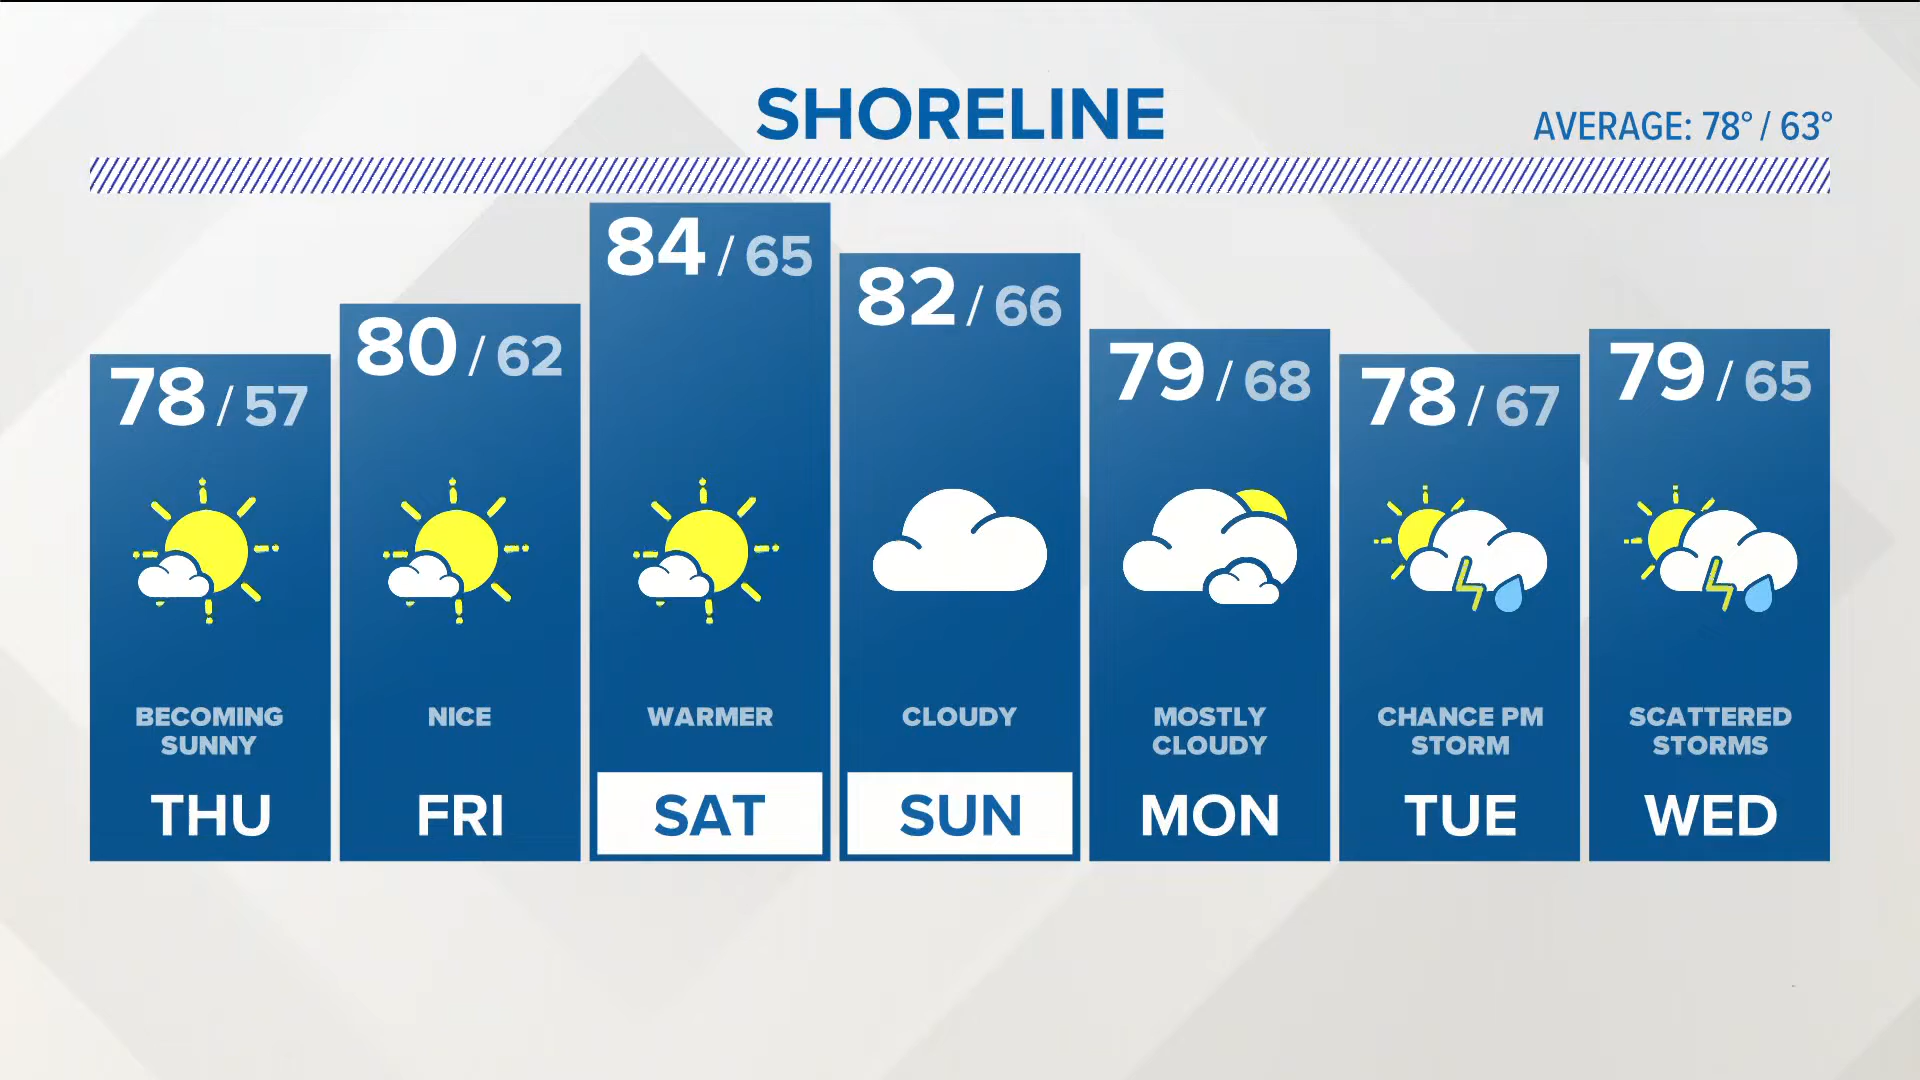 SHORELINE
AVERAGE: 78° / 63°
78 / 57
BECOMING
SUNNY
THU
80 / 62
NICE
FRI
84 / 65
WARMER
SAT
82 / 66
CLOUDY
SUN
79 / 68
MOSTLY
CLOUDY
MON
78 / 67
CHANCE PM
STORM
TUE
79 / 65
SCATTERED
STORMS
WED